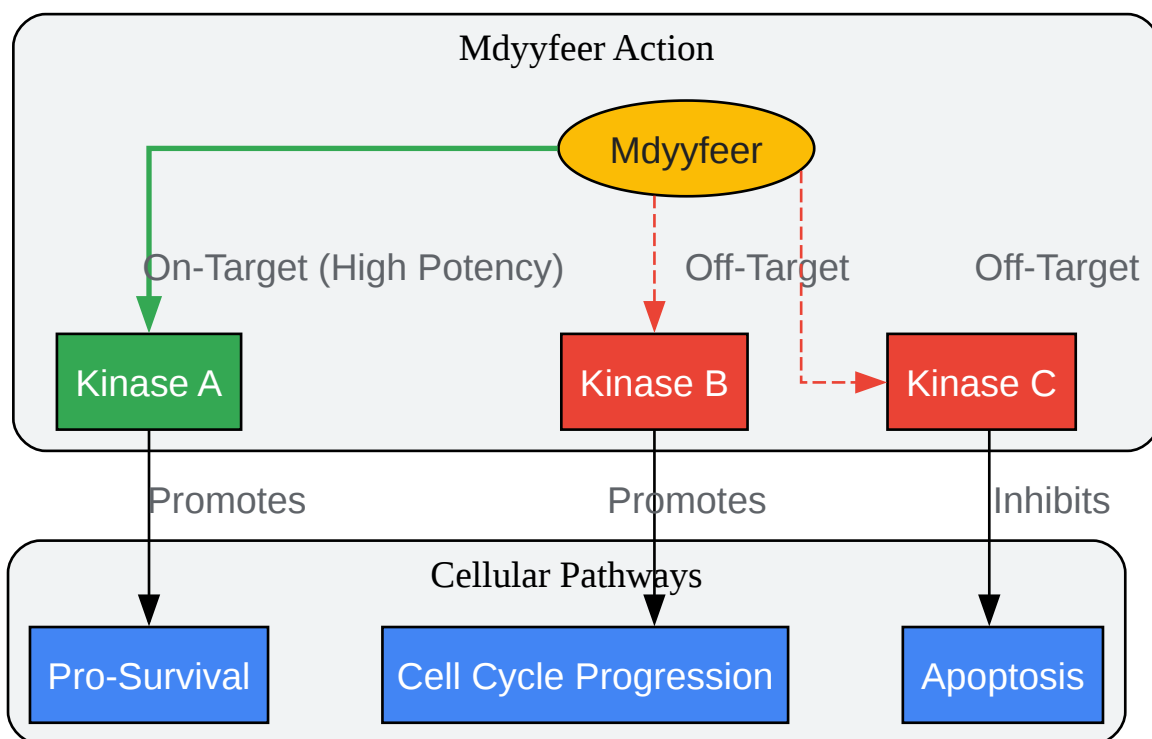 Mdyyfeer Action
Mdyyfeer
On-Target (High Potency)
Off-Target
Off-Target
Kinase A
Kinase B
Kinase C
Promotes
Promotes
Inhibits
Cellular Pathways
Pro-Survival
Cell Cycle Progression
Apoptosis